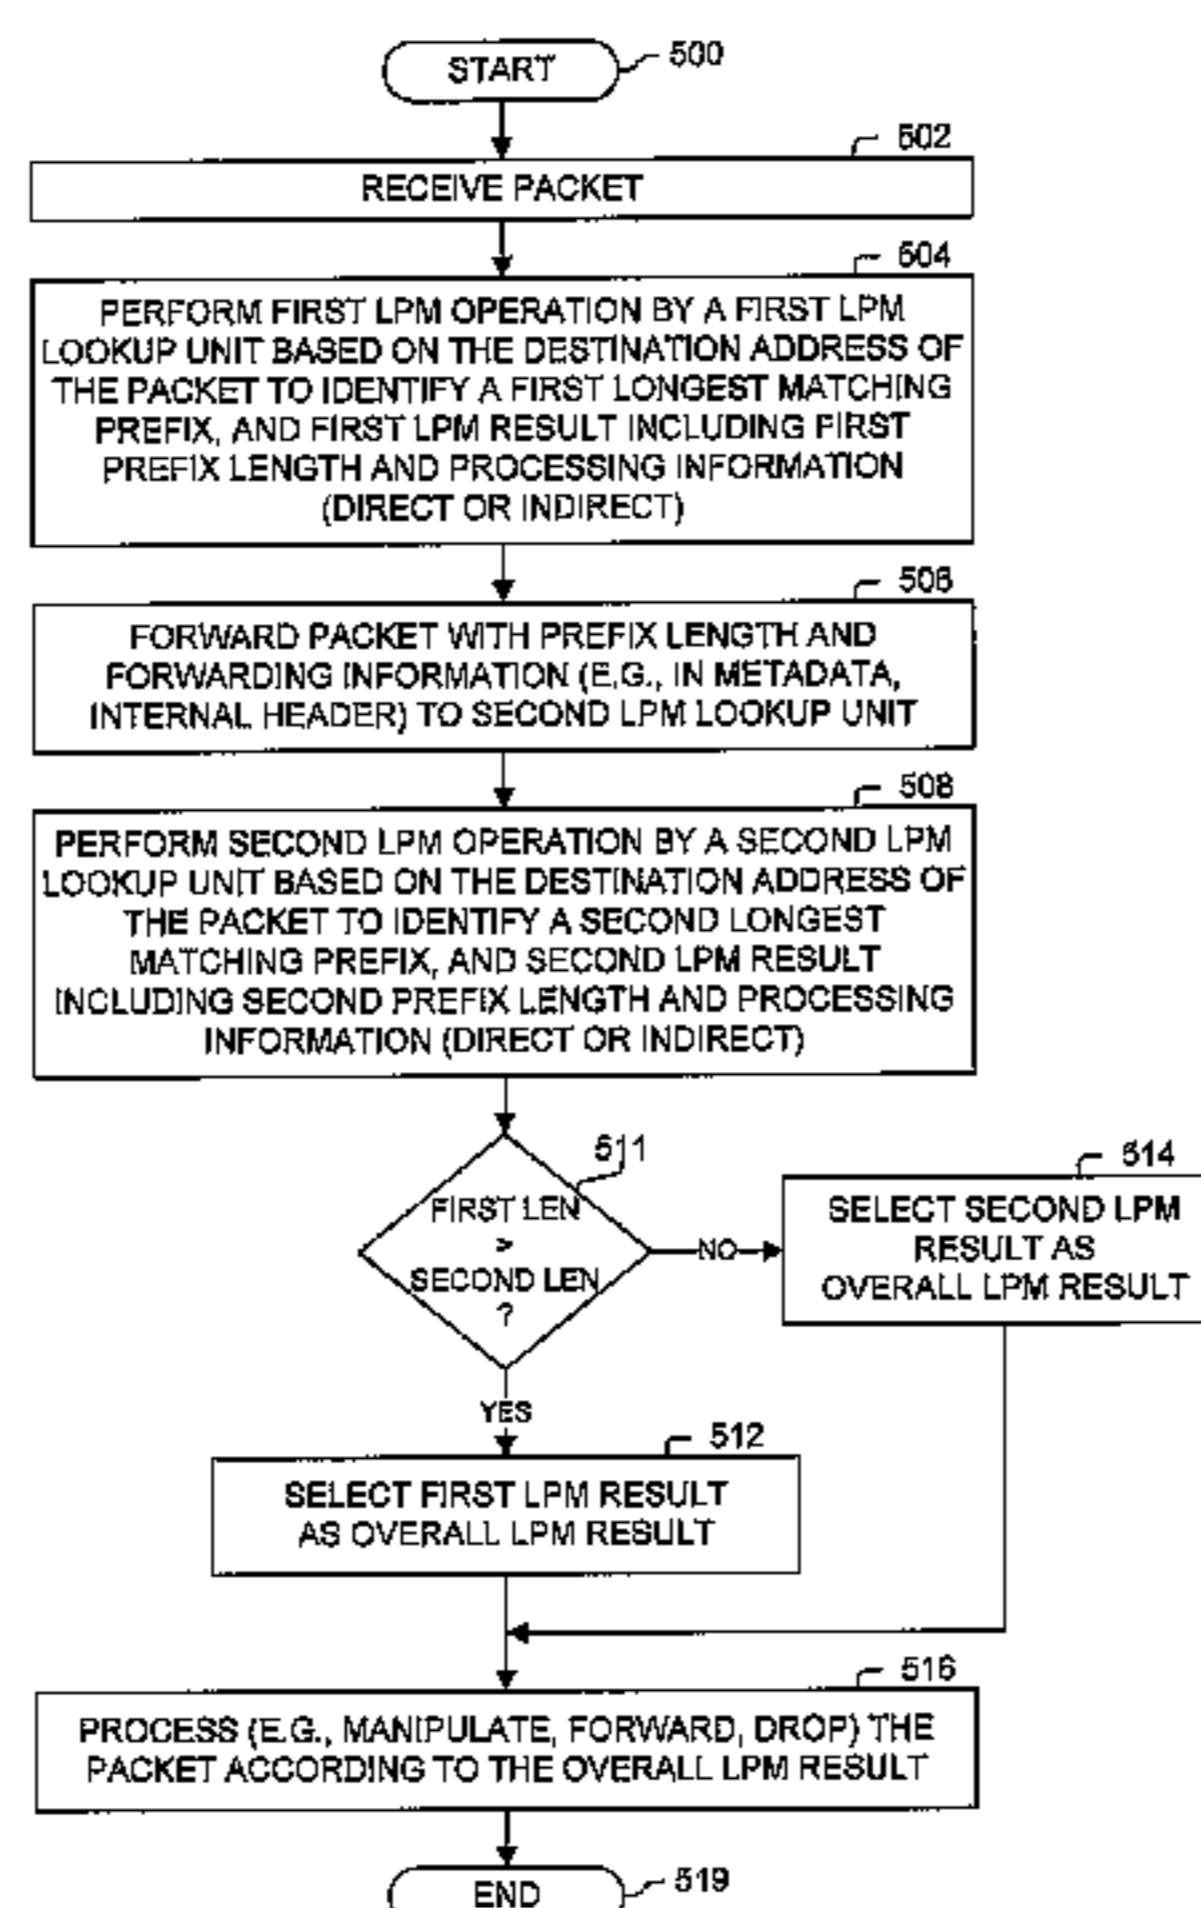 START
500
502
RECEIVE PACKET
504
PERFORM FIRST LPM OPERATION BY A FIRST LPM
LOOKUP UNIT BASED ON THE DESTINATION ADDRESS OF
THE PACKET TO IDENTIFY A FIRST LONGEST MATCHING
PREFIX, AND FIRST LPM RESULT INCLUDING FIRST
PREFIX LENGTH AND PROCESSING INFORMATION
(DIRECT OR INDIRECT)
506
FORWARD PACKET WITH PREFIX LENGTH AND
FORWARDING INFORMATION (E.G., IN METADATA,
INTERNAL HEADER) TO SECOND LPM LOOKUP UNIT
508
PERFORM SECOND LPM OPERATION BY A SECOND LPM
LOOKUP UNIT BASED ON THE DESTINATION ADDRESS OF
THE PACKET TO IDENTIFY A SECOND LONGEST
MATCHING PREFIX, AND SECOND LPM RESULT
INCLUDING SECOND PREFIX LENGTH AND PROCESSING
INFORMATION (DIRECT OR INDIRECT)
511
FIRST LEN
>
SECOND LEN
?
NO
514
SELECT SECOND LPM
RESULT AS
OVERALL LPM RESULT
YES
512
SELECT FIRST LPM RESULT
AS OVERALL LPM RESULT
516
PROCESS (E.G., MANIPULATE, FORWARD, DROP) THE
PACKET ACCORDING TO THE OVERALL LPM RESULT
END
519